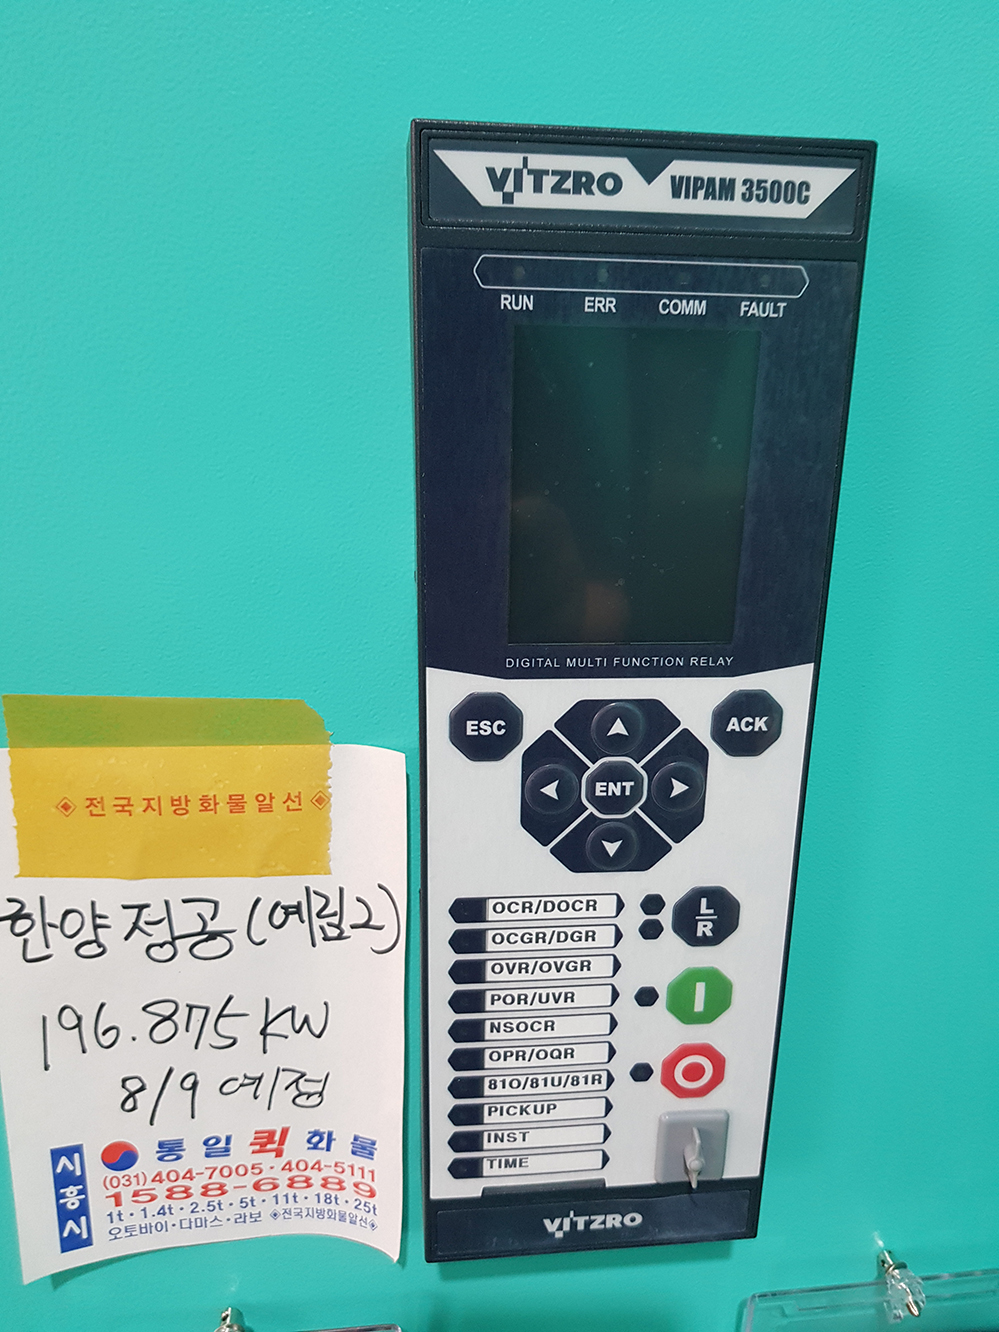 VITZRO VIPAM 3500C
RUN ERR COMM FAULT
DIGITAL MULTI FUNCTION RELAY
ESC ACK
ENT
OCR/DOCR
OCGR/DGR
OVR/OVGR
POR/UVR
NSOCR
OPR/OQR
81O/81U/81R
PICKUP
INST
TIME
L/R
VITZRO
◈전국지방화물알선◈
한양정공(예림2)
196.875KW
8/9 예정
시흥시
통일퀵화물
(031)404-7005·404-5111
1588-6889
1t·1.4t·2.5t·5t·11t·18t·25t
오토바이·다마스·라보 ◈전국지방화물알선◈